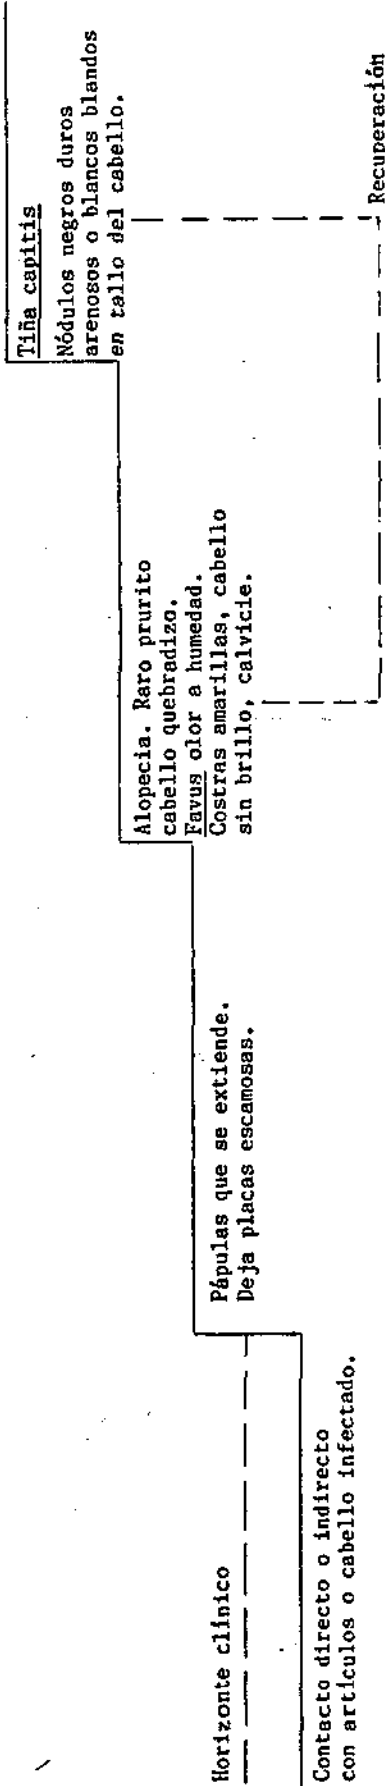 Horizonte clínico
Contacto directo o indirecto
con artículos o cabello infectado.
Pápulas que se extiende.
Deja placas escamosas.
Alopecia. Raro prurito
cabello quebradizo.
Favus olor a humedad.
Costras amarillas, cabello
sin brillo, calvicie.
Tiña capitis
Nódulos negros duros
arenosos o blancos blandos
en tallo del cabello.
Recuperación